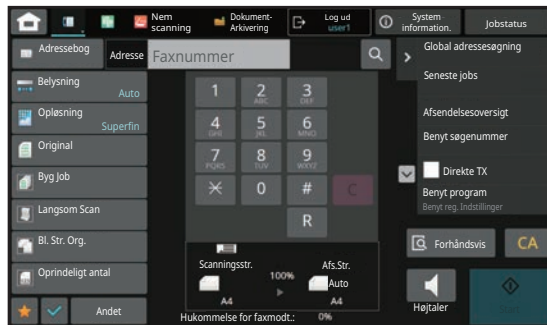 Nem scanning
Dokument-Arkivering
Log ud
user1
System-information.
Jobstatus
Adressebog
Adresse
Faxnummer
Global adressesøgning
Belysning
Auto
Opløsning
Superfin
Original
Byg Job
Langsom Scan
Bl. Str. Org.
Oprindeligt antal
Andet
1
2 ABC
3 DEF
4 GHI
5 JKL
6 MNO
7 PQRS
8 TUV
9 WXYZ
0
#
C
R
Scanningsstr.
A4
100%
Afs.Str.
Auto
A4
Hukommelse for faxmodt.: 0%
Seneste jobs
Afsendelsesoversigt
Benyt søgenummer
Direkte TX
Benyt program
Benyt reg. Indstillinger
Forhåndsvis
CA
Højtaler
Start